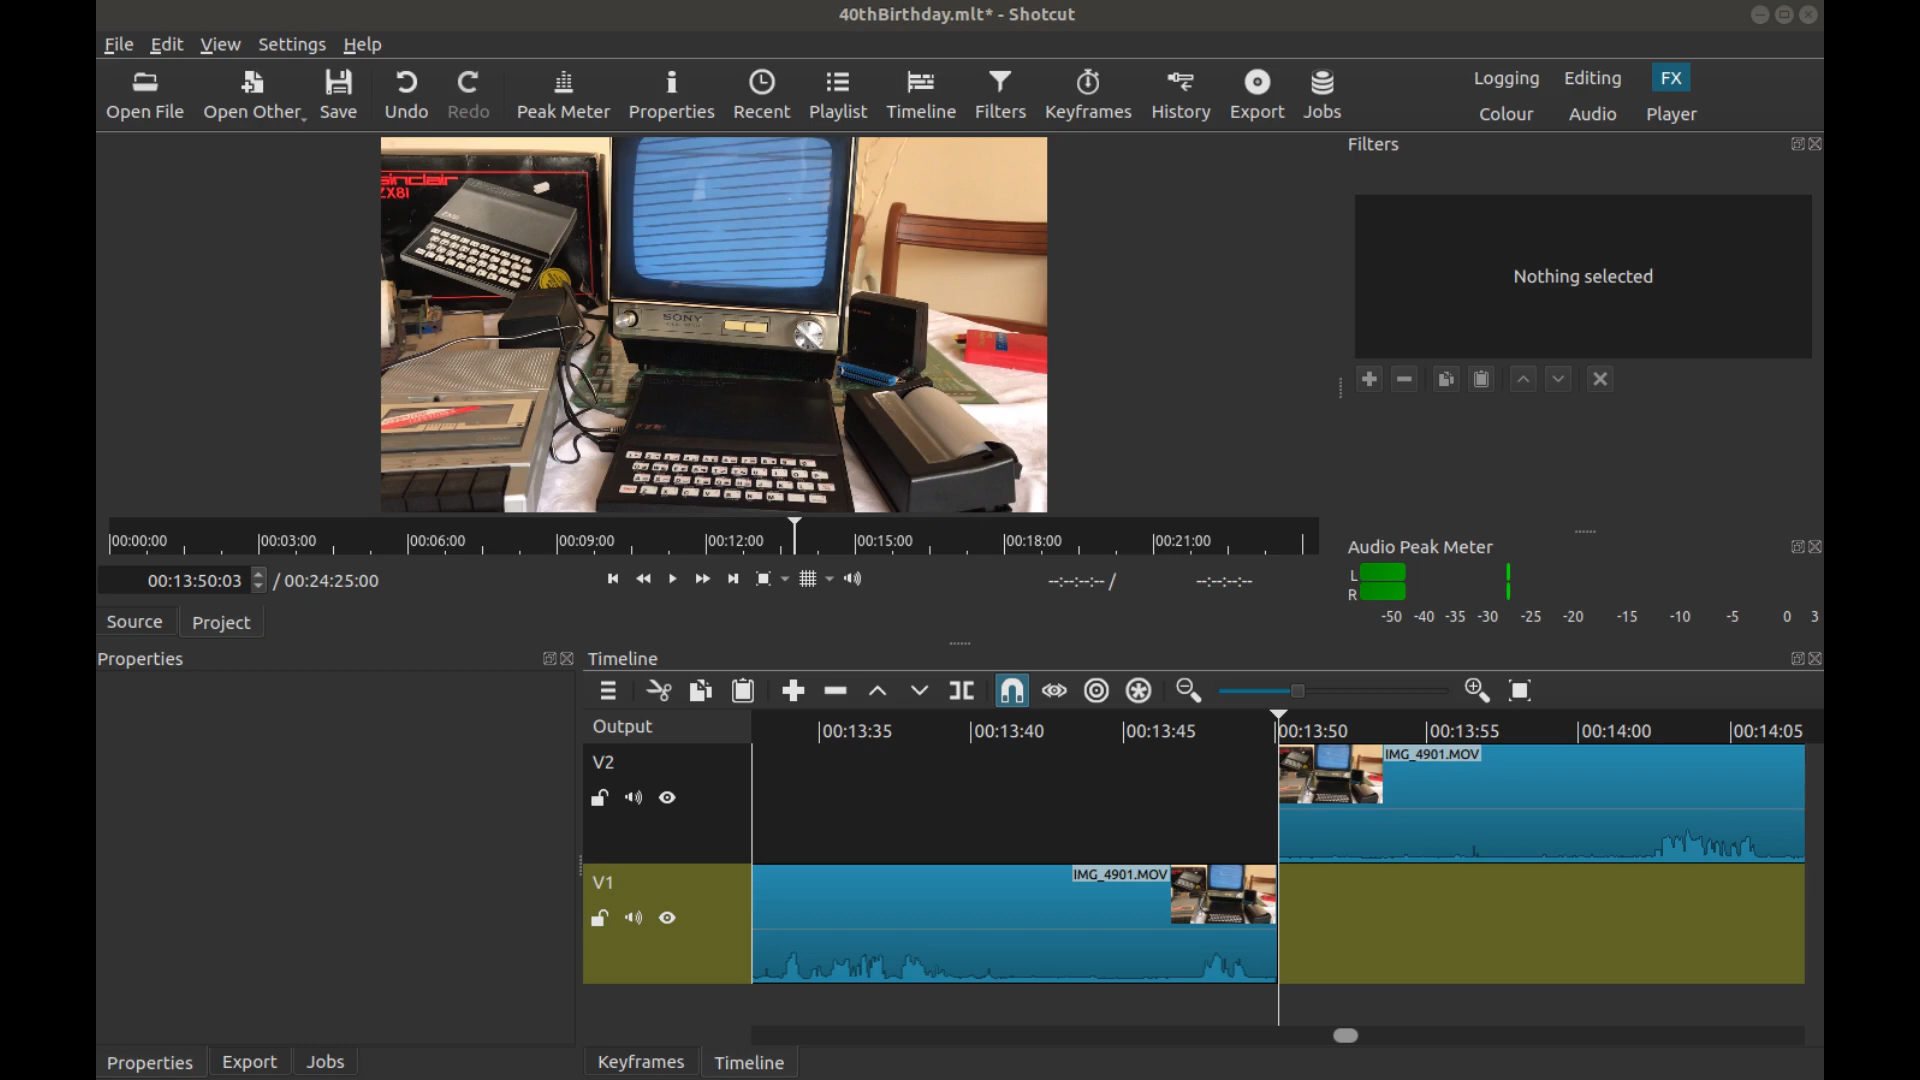 40thBirthday.mlt* - Shotcut
File Edit View Settings Help
Open File Open Other Save Undo Redo Peak Meter Properties Recent Playlist Timeline Filters Keyframes History Export Jobs
Logging Editing FX
Colour Audio Player
Filters
Nothing selected
sinclair
ZX81
SONY
00:00:00 00:03:00 00:06:00 00:09:00 00:12:00 00:15:00 00:18:00 00:21:00
00:13:50:03 / 00:24:25:00
--:--:--:-- / --:--:--:--
Audio Peak Meter
L
R
-50 -40 -35 -30 -25 -20 -15 -10 -5 0 3
Source Project
Properties
Timeline
Output
00:13:35 00:13:40 00:13:45 00:13:50 00:13:55 00:14:00 00:14:05
V2
IMG_4901.MOV
V1
IMG_4901.MOV
Properties Export Jobs
Keyframes Timeline